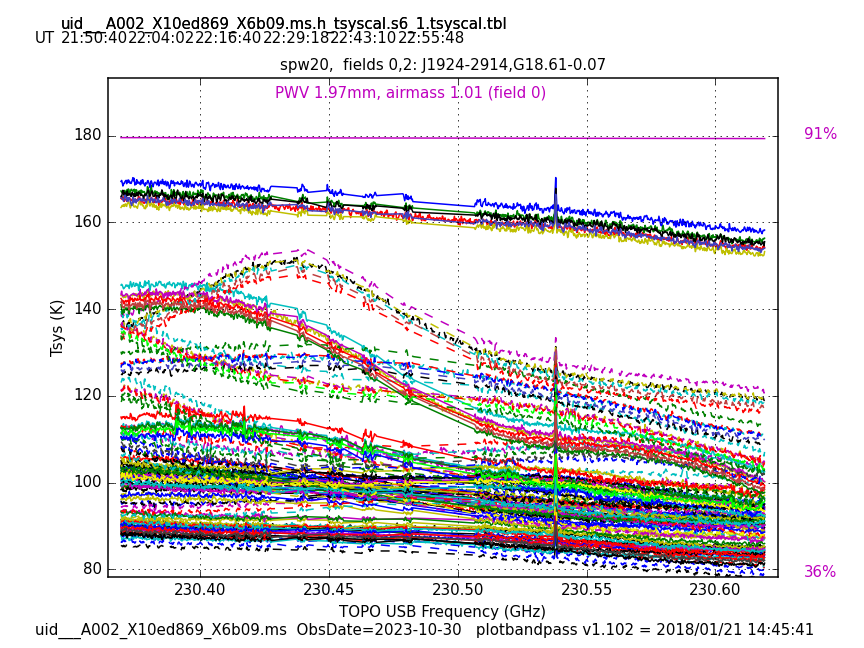 uid___A002_X10ed869_X6b09.ms.h_tsyscal.s6_1.tsyscal.tbl
UT 21:50:40 22:04:02 22:16:40 22:29:18 22:43:10 22:55:48
spw20, fields 0,2: J1924-2914,G18.61-0.07
PWV 1.97mm, airmass 1.01 (field 0)
91%
180
160
140
120
100
80
Tsys (K)
36%
230.40 230.45 230.50 230.55 230.60
TOPO USB Frequency (GHz)
uid___A002_X10ed869_X6b09.ms ObsDate=2023-10-30 plotbandpass v1.102 = 2018/01/21 14:45:41